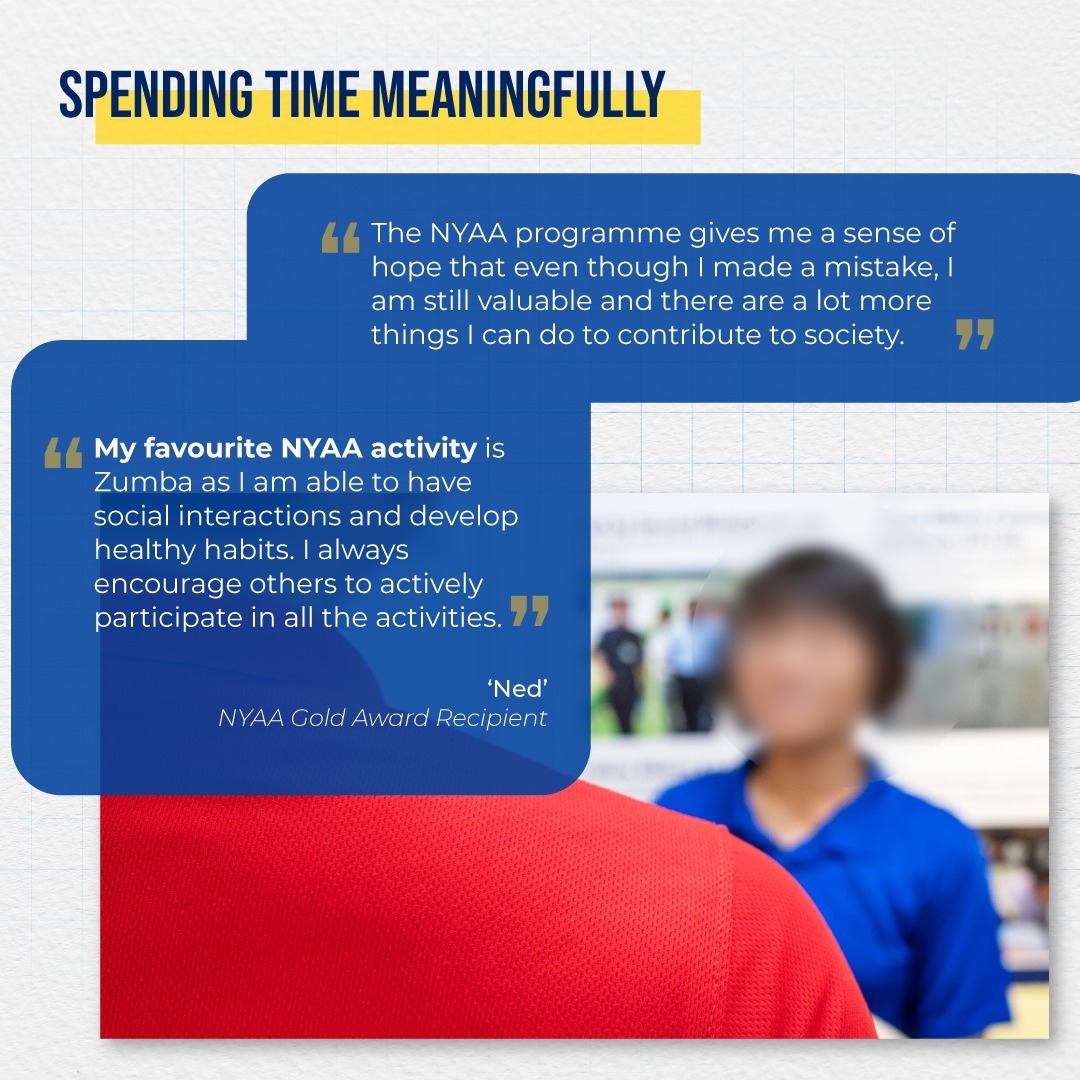 SPENDING TIME MEANINGFULLY
“ The NYAA programme gives me a sense of
hope that even though I made a mistake, I
am still valuable and there are a lot more
things I can do to contribute to society. ”
“ My favourite NYAA activity is
Zumba as I am able to have
social interactions and develop
healthy habits. I always
encourage others to actively
participate in all the activities. ”
‘Ned’
NYAA Gold Award Recipient